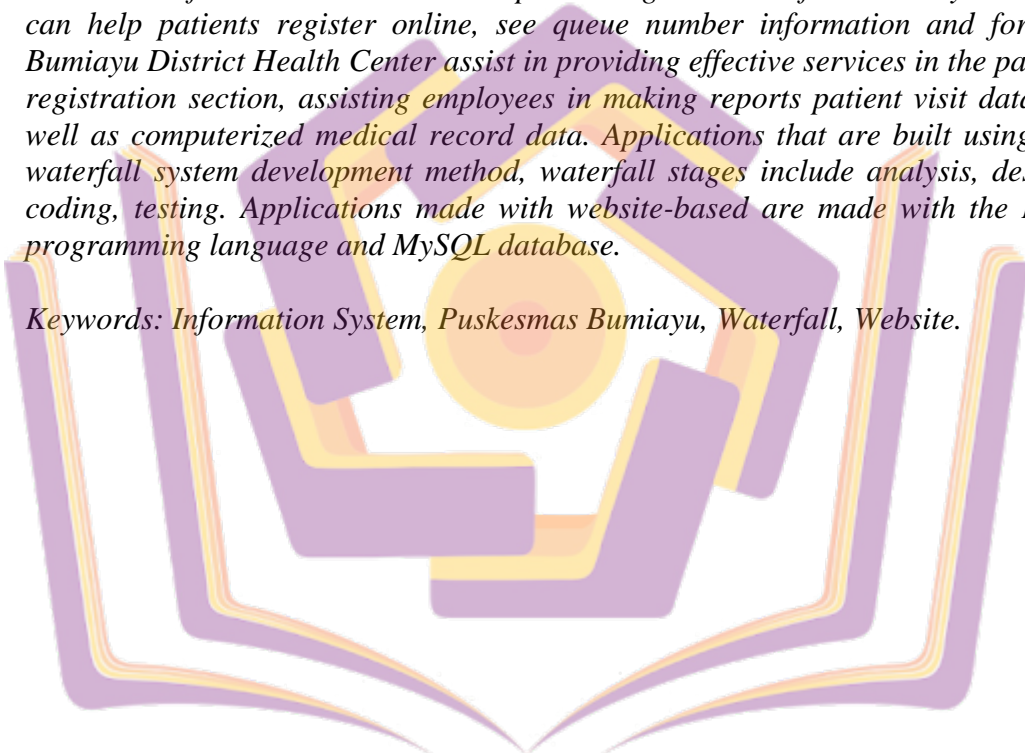 can help patients register online, see queue number information and for
Bumiayu District Health Center assist in providing effective services in the pa
registration section, assisting employees in making reports patient visit data
well as computerized medical record data. Applications that are built using
waterfall system development method, waterfall stages include analysis, des
coding, testing. Applications made with website-based are made with the
programming language and MySQL database.
Keywords: Information System, Puskesmas Bumiayu, Waterfall, Website.